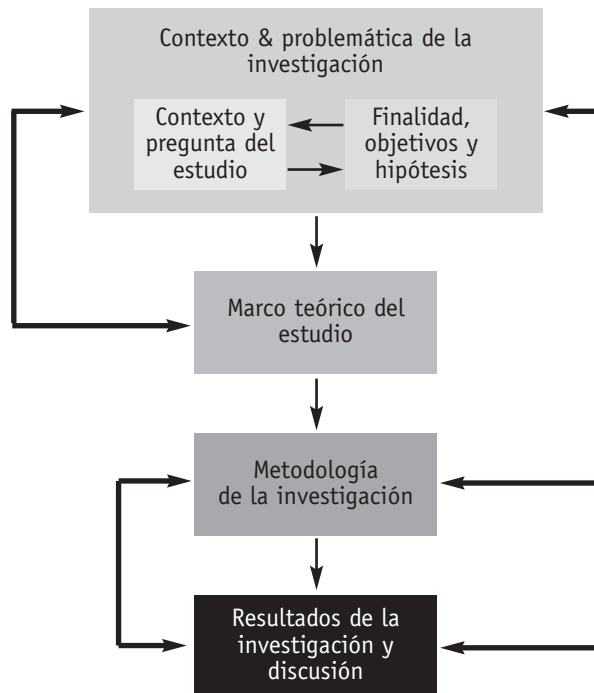 Contexto & problemática de la
investigación
Contexto y
pregunta del
estudio
Finalidad,
objetivos y
hipótesis
Marco teórico del
estudio
Metodología
de la investigación
Resultados de la
investigación y
discusión